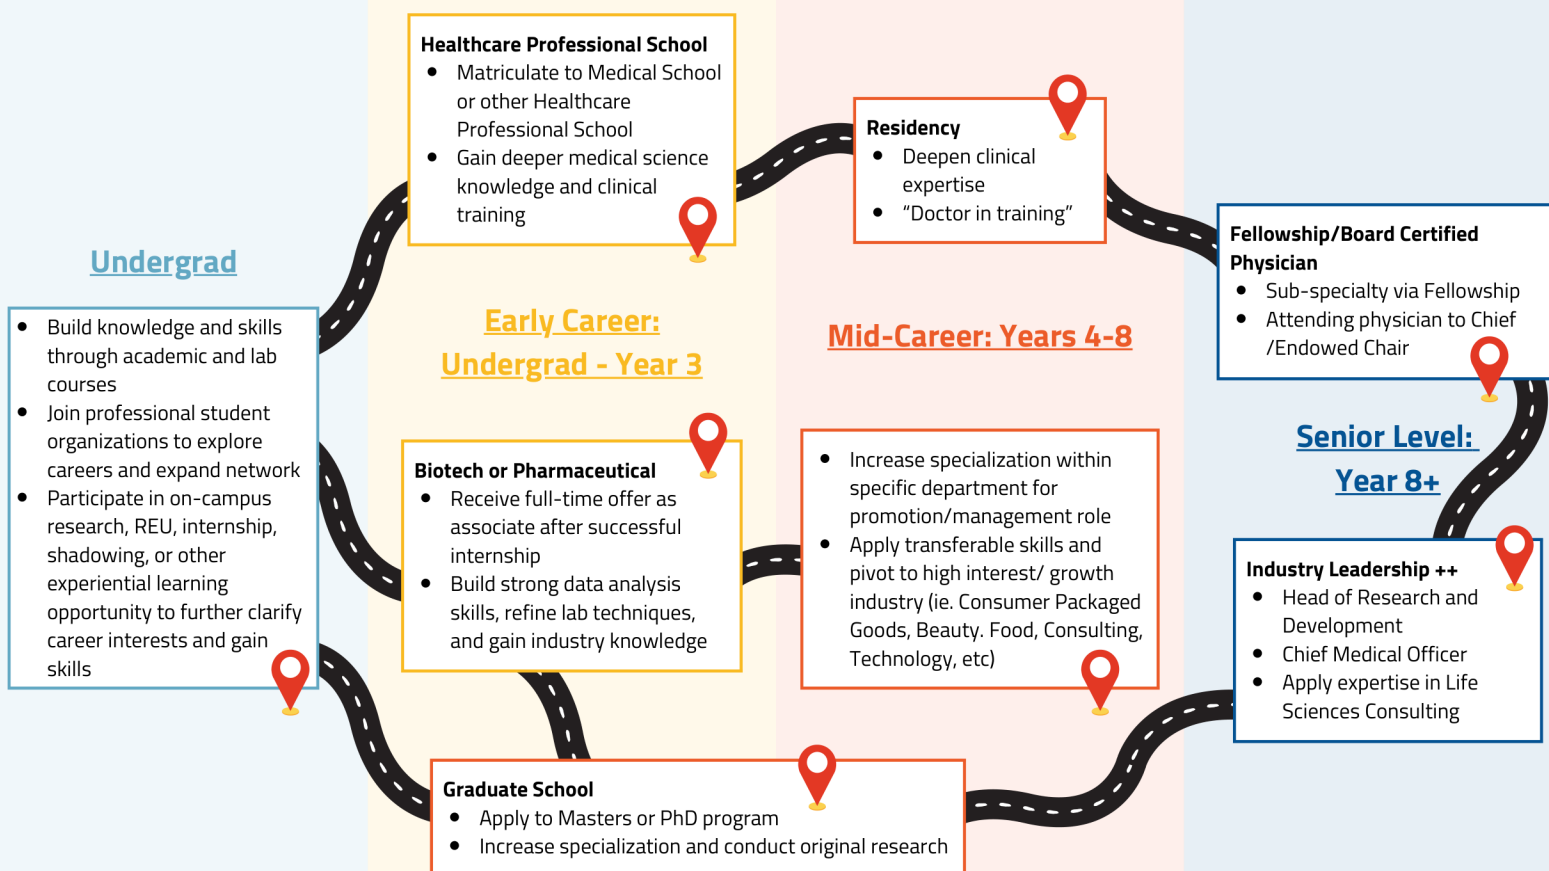 Undergrad
Build knowledge and skills
through academic and lab
courses
Join professional student
organizations to explore
careers and expand network
Participate in on-campus
research, REU, internship,
shadowing, or other
experiential learning
opportunity to further clarify
career interests and gain
skills
Healthcare Professional School
Matriculate to Medical School
or other Healthcare
Professional School
Gain deeper medical science
knowledge and clinical
training
Early Career:
Undergrad - Year 3
Biotech or Pharmaceutical
Receive full-time offer as
associate after successful
internship
Build strong data analysis
skills, refine lab techniques,
and gain industry knowledge
Graduate School
Apply to Masters or PhD program
Increase specialization and conduct original research
Residency
Deepen clinical
expertise
“Doctor in training”
Mid-Career: Years 4-8
Increase specialization within
specific department for
promotion/management role
Apply transferable skills and
pivot to high interest/ growth
industry (ie. Consumer Packaged
Goods, Beauty. Food, Consulting,
Technology, etc)
Fellowship/Board Certified
Physician
Sub-specialty via Fellowship
Attending physician to Chief
/Endowed Chair
Senior Level:
Year 8+
Industry Leadership ++
Head of Research and
Development
Chief Medical Officer
Apply expertise in Life
Sciences Consulting